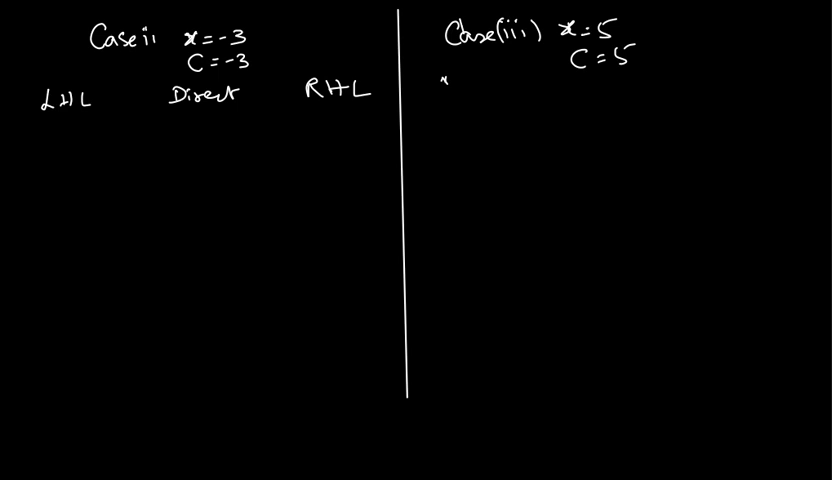 Case ii x = -3
C = -3
LHL Direct RHL
Case(iii) x = 5
C = 5